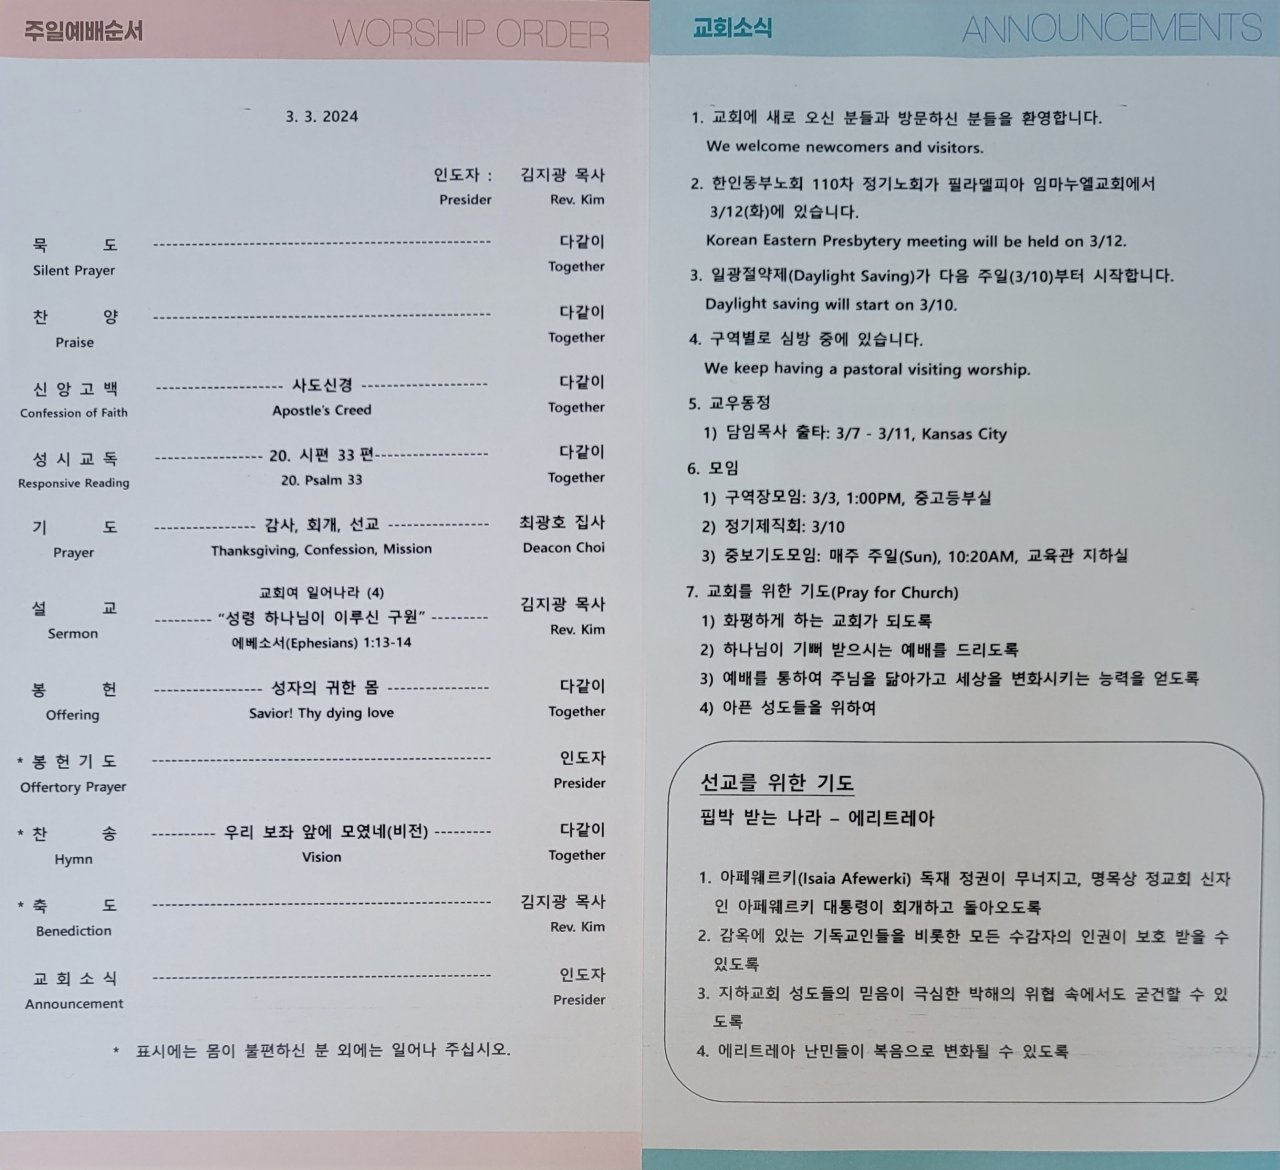 주일예배순서 WORSHIP ORDER
3. 3. 2024
인도자 : 김지광 목사
Presider Rev. Kim
묵 도 ---------------------------------------------------- 다같이
Silent Prayer Together
찬 양 ---------------------------------------------------- 다같이
Praise Together
신 앙 고 백 -------------------- 사도신경 -------------------- 다같이
Confession of Faith Apostle's Creed Together
성 시 교 독 ----------------- 20. 시편 33 편------------------ 다같이
Responsive Reading 20. Psalm 33 Together
기 도 ---------------- 감사, 회개, 선교 ---------------- 최광호 집사
Prayer Thanksgiving, Confession, Mission Deacon Choi
교회여 일어나라 (4)
설 교 --------- “성령 하나님이 이루신 구원” --------- 김지광 목사
Sermon 에베소서(Ephesians) 1:13-14 Rev. Kim
봉 헌 ----------------- 성자의 귀한 몸 ---------------- 다같이
Offering Savior! Thy dying love Together
* 봉 헌 기 도 ---------------------------------------------------- 인도자
Offertory Prayer Presider
* 찬 송 ---------- 우리 보좌 앞에 모였네(비전) --------- 다같이
Hymn Vision Together
* 축 도 ---------------------------------------------------- 김지광 목사
Benediction Rev. Kim
교 회 소 식 ---------------------------------------------------- 인도자
Announcement Presider
* 표시에는 몸이 불편하신 분 외에는 일어나 주십시오.
교회소식 ANNOUNCEMENTS
1. 교회에 새로 오신 분들과 방문하신 분들을 환영합니다.
We welcome newcomers and visitors.
2. 한인동부노회 110차 정기노회가 필라델피아 임마누엘교회에서
3/12(화)에 있습니다.
Korean Eastern Presbytery meeting will be held on 3/12.
3. 일광절약제(Daylight Saving)가 다음 주일(3/10)부터 시작합니다.
Daylight saving will start on 3/10.
4. 구역별로 심방 중에 있습니다.
We keep having a pastoral visiting worship.
5. 교우동정
1) 담임목사 출타: 3/7 - 3/11, Kansas City
6. 모임
1) 구역장모임: 3/3, 1:00PM, 중고등부실
2) 정기제직회: 3/10
3) 중보기도모임: 매주 주일(Sun), 10:20AM, 교육관 지하실
7. 교회를 위한 기도(Pray for Church)
1) 화평하게 하는 교회가 되도록
2) 하나님이 기뻐 받으시는 예배를 드리도록
3) 예배를 통하여 주님을 닮아가고 세상을 변화시키는 능력을 얻도록
4) 아픈 성도들을 위하여
선교를 위한 기도
핍박 받는 나라 – 에리트레아
1. 아페웨르키(Isaia Afewerki) 독재 정권이 무너지고, 명목상 정교회 신자
인 아페웨르키 대통령이 회개하고 돌아오도록
2. 감옥에 있는 기독교인들을 비롯한 모든 수감자의 인권이 보호 받을 수
있도록
3. 지하교회 성도들의 믿음이 극심한 박해의 위협 속에서도 굳건할 수 있
도록
4. 에리트레아 난민들이 복음으로 변화될 수 있도록